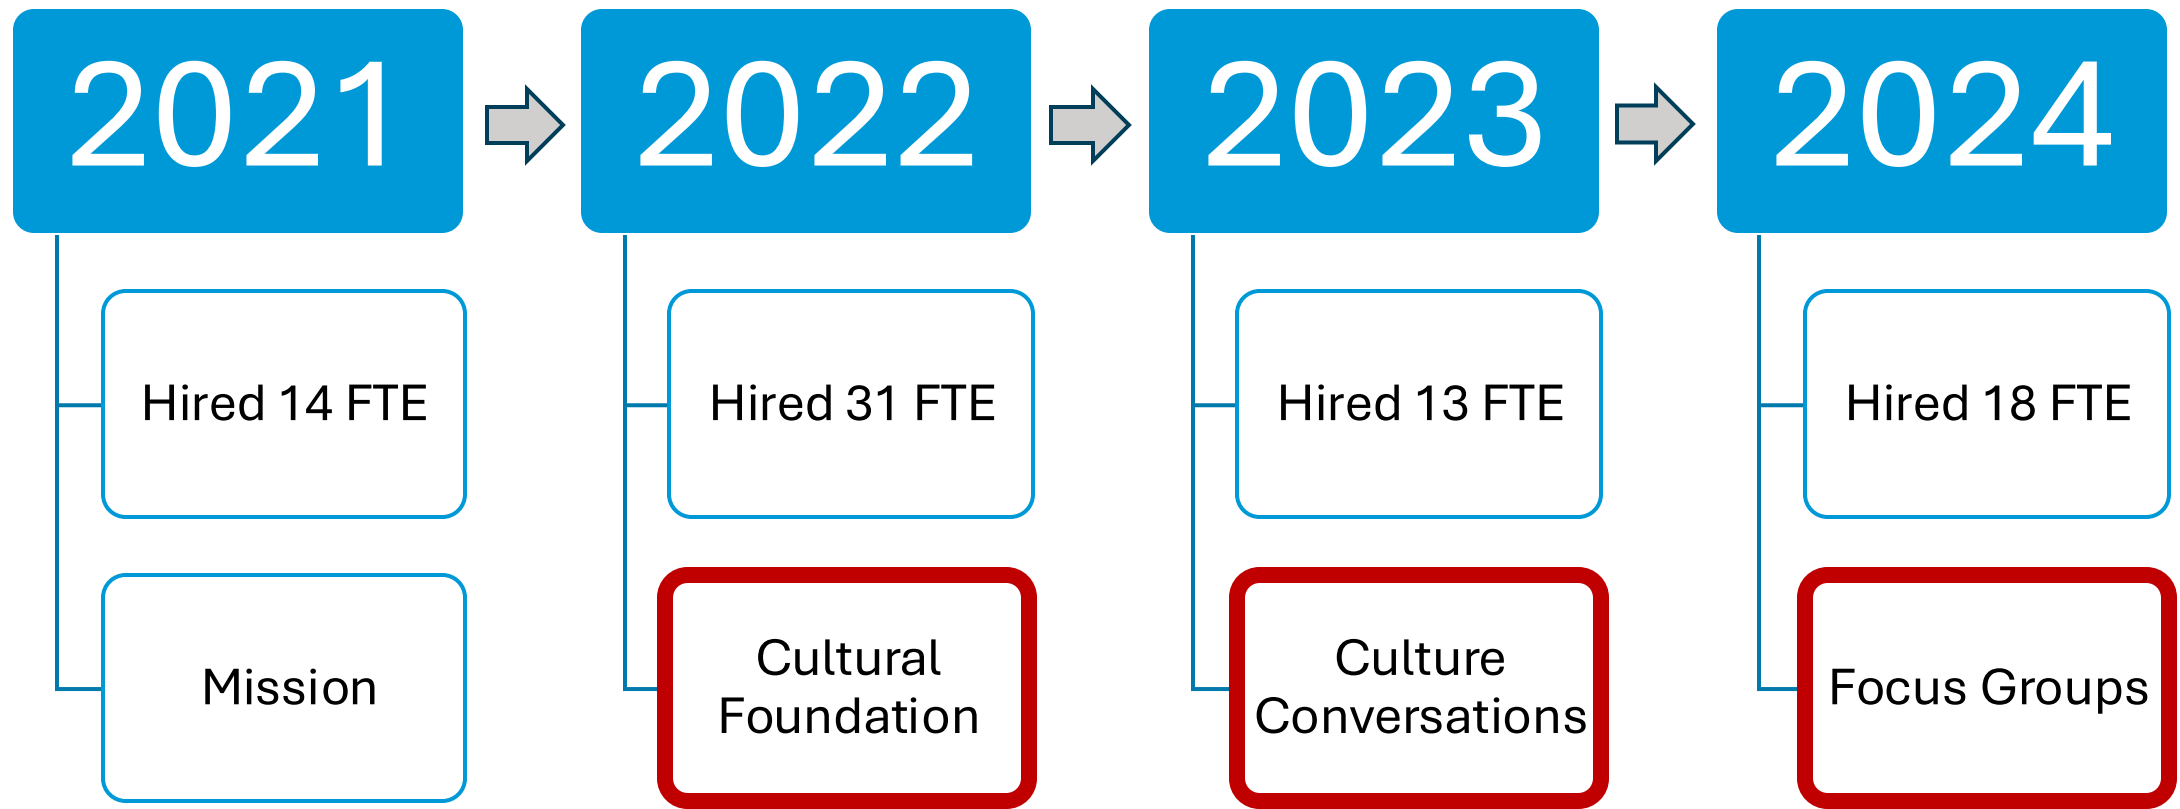 2021
Hired 14 FTE
Mission
2022
Hired 31 FTE
Cultural
Foundation
2023
Hired 13 FTE
Culture
Conversations
2024
Hired 18 FTE
Focus Groups